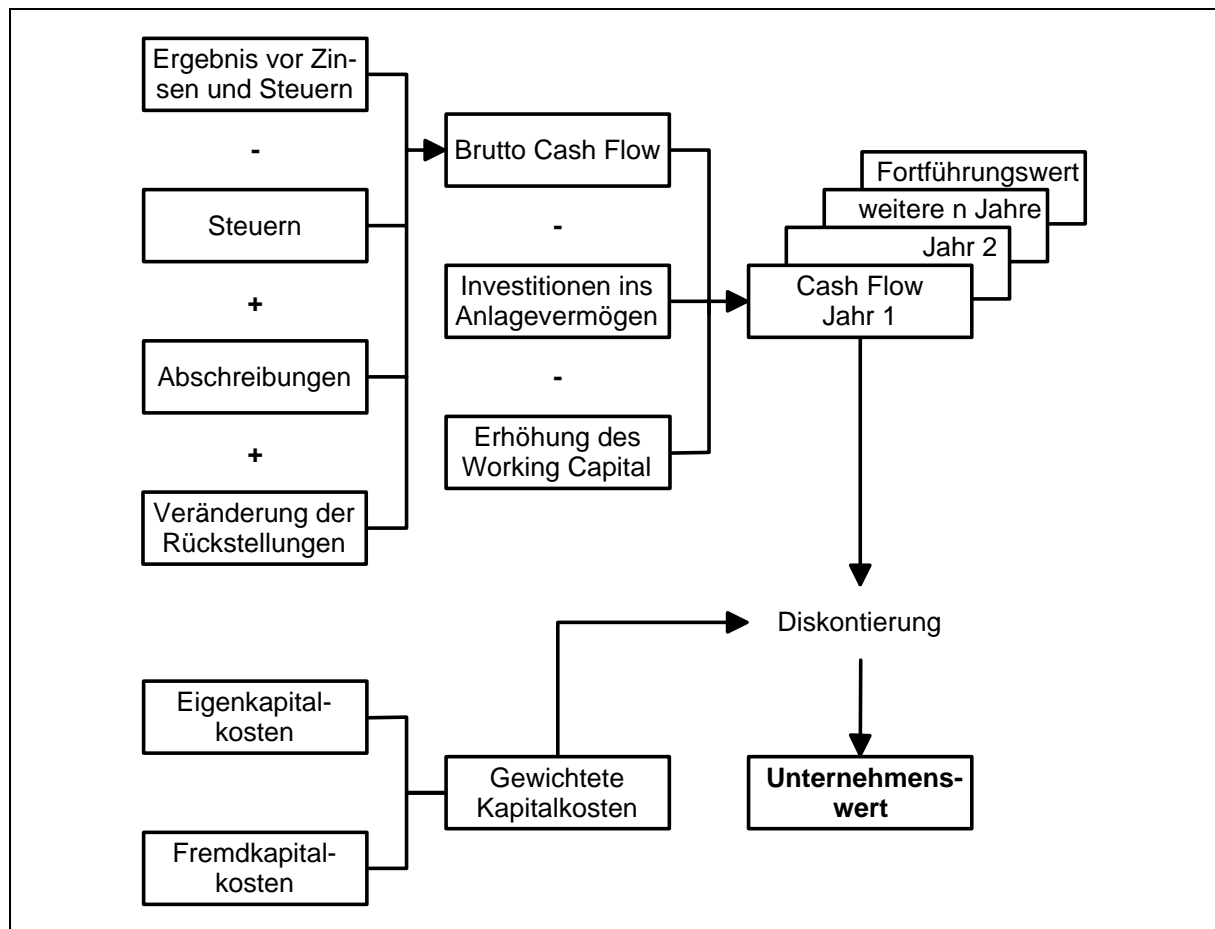 Ergebnis vor Zin-
sen und Steuern
-
Steuern
+
Abschreibungen
+
Veränderung der
Rückstellungen
Brutto Cash Flow
-
Investitionen ins
Anlagevermögen
-
Erhöhung des
Working Capital
Fortführungswert
weitere n Jahre
Jahr 2
Cash Flow
Jahr 1
Diskontierung
Eigenkapital-
kosten
Fremdkapital-
kosten
Gewichtete
Kapitalkosten
Unternehmens-
wert